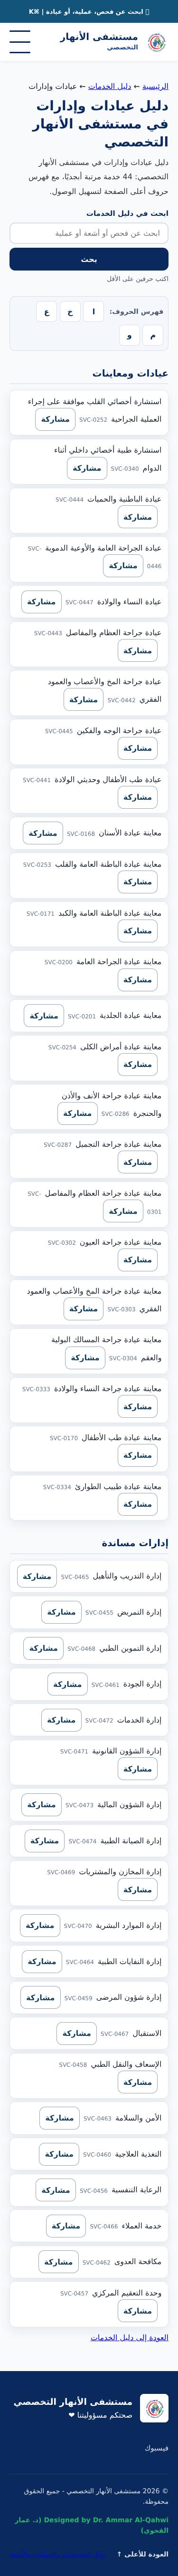 ابحث عن فحص، عملية، أو عيادة | ⌘K
مستشفى الأنهار
التخصصي
الرئيسية ← دليل الخدمات ← عيادات وإدارات
دليل عيادات وإدارات
في مستشفى الأنهار
التخصصي
دليل عيادات وإدارات في مستشفى الأنهار
التخصصي: 44 خدمة مرتبة أبجديًا، مع فهرس
حروف أعلى الصفحة لتسهيل الوصول.
ابحث في دليل الخدمات
ابحث عن فحص أو أشعة أو عملية
بحث
اكتب حرفين على الأقل
فهرس الحروف: ا خ ع
م و
عيادات ومعاينات
استشارة أخصائي القلب موافقة على إجراء
العملية الجراحية SVC-0252 مشاركة
استشارة طبية أخصائي داخلي أثناء
الدوام SVC-0340 مشاركة
عيادة الباطنية والحميات SVC-0444
مشاركة
عيادة الجراحة العامة والأوعية الدموية SVC-
0446 مشاركة
عيادة النساء والولادة SVC-0447 مشاركة
عيادة جراحة العظام والمفاصل SVC-0443
مشاركة
عيادة جراحة المخ والأعصاب والعمود
الفقري SVC-0442 مشاركة
عيادة جراحة الوجه والفكين SVC-0445
مشاركة
عيادة طب الأطفال وحديثي الولادة SVC-0441
مشاركة
معاينة عيادة الأسنان SVC-0168 مشاركة
معاينة عيادة الباطنة العامة والقلب SVC-0253
مشاركة
معاينة عيادة الباطنة العامة والكبد SVC-0171
مشاركة
معاينة عيادة الجراحة العامة SVC-0200
مشاركة
معاينة عيادة الجلدية SVC-0201 مشاركة
معاينة عيادة أمراض الكلى SVC-0254
مشاركة
معاينة عيادة جراحة الأنف والأذن
والحنجرة SVC-0286 مشاركة
معاينة عيادة جراحة التجميل SVC-0287
مشاركة
معاينة عيادة جراحة العظام والمفاصل SVC-
0301 مشاركة
معاينة عيادة جراحة العيون SVC-0302
مشاركة
معاينة عيادة جراحة المخ والأعصاب والعمود
الفقري SVC-0303 مشاركة
معاينة عيادة جراحة المسالك البولية
والعقم SVC-0304 مشاركة
معاينة عيادة جراحة النساء والولادة SVC-0333
مشاركة
معاينة عيادة طب الأطفال SVC-0170
مشاركة
معاينة عيادة طبيب الطوارئ SVC-0334
مشاركة
إدارات مساندة
إدارة التدريب والتأهيل SVC-0465 مشاركة
إدارة التمريض SVC-0455 مشاركة
إدارة التموين الطبي SVC-0468 مشاركة
إدارة الجودة SVC-0461 مشاركة
إدارة الخدمات SVC-0472 مشاركة
إدارة الشؤون القانونية SVC-0471
مشاركة
إدارة الشؤون المالية SVC-0473 مشاركة
إدارة الصيانة الطبية SVC-0474 مشاركة
إدارة المخازن والمشتريات SVC-0469
مشاركة
إدارة الموارد البشرية SVC-0470 مشاركة
إدارة النفايات الطبية SVC-0464 مشاركة
إدارة شؤون المرضى SVC-0459 مشاركة
الاستقبال SVC-0467 مشاركة
الإسعاف والنقل الطبي SVC-0458
مشاركة
الأمن والسلامة SVC-0463 مشاركة
التغذية العلاجية SVC-0460 مشاركة
الرعاية التنفسية SVC-0456 مشاركة
خدمة العملاء SVC-0466 مشاركة
مكافحة العدوى SVC-0462 مشاركة
وحدة التعقيم المركزي SVC-0457
مشاركة
العودة إلى دليل الخدمات
مستشفى الأنهار التخصصي
صحتكم مسؤوليتنا ❤
فيسبوك
© 2026 مستشفى الأنهار التخصصي - جميع الحقوق
محفوظة.
Designed by Dr. Ammar Al-Qahwi (د. عمار
القحوي)
العودة للأعلى ↑